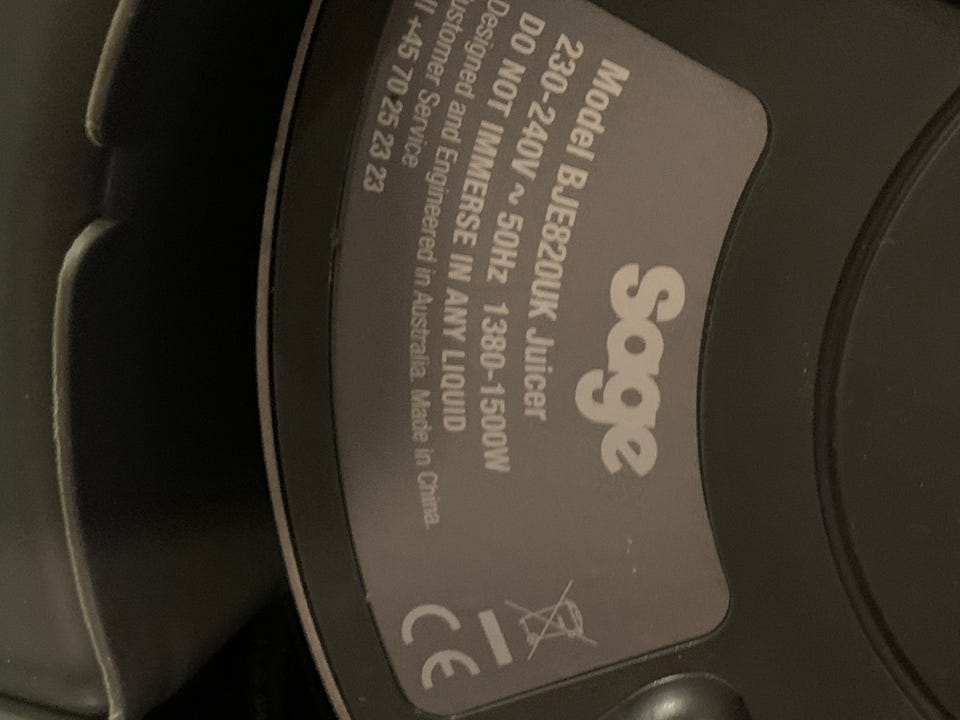 sage
Model BJE820UK Juicer
230-240V ~ 50Hz 1380-1500W
DO NOT IMMERSE IN ANY LIQUID
Designed and Engineered in Australia. Made in China.
Service
+45 70 25 23 23
CE